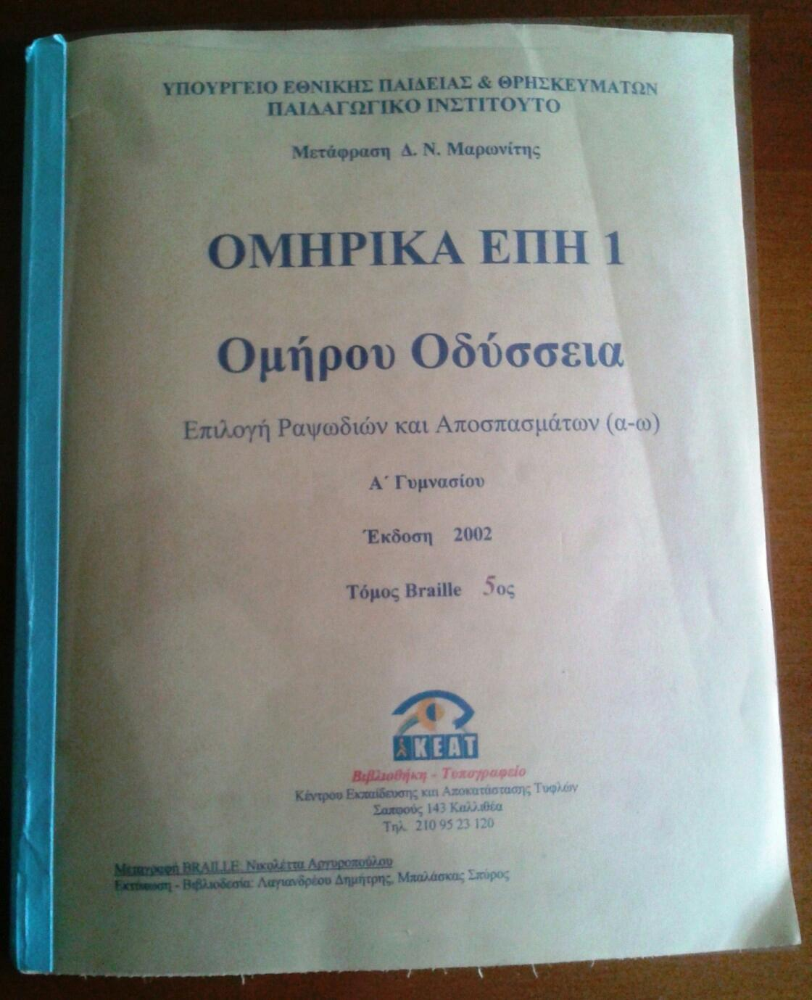 ΥΠΟΥΡΓΕΙΟ ΕΘΝΙΚΗΣ ΠΑΙΔΕΙΑΣ & ΘΡΗΣΚΕΥΜΑΤΩΝ
ΠΑΙΔΑΓΩΓΙΚΟ ΙΝΣΤΙΤΟΥΤΟ
Μετάφραση Δ. Ν. Μαρωνίτης
ΟΜΗΡΙΚΑ ΕΠΗ 1
Ομήρου Οδύσσεια
Επιλογή Ραψωδιών και Αποσπασμάτων (α-ω)
Α΄ Γυμνασίου
Έκδοση 2002
Τόμος Braille 5ος
ΚΕΑΤ
Βιβλιοθήκη - Τυπογραφείο
Κέντρου Εκπαίδευσης και Αποκατάστασης Τυφλών
Σαπφούς 143 Καλλιθέα
Τηλ. 210 95 23 120
Μεταγραφή BRAILLE: Νικολέττα Αργυροπούλου
Εκτύπωση - Βιβλιοδεσία: Λαγιανδρέου Δημήτρης, Μπαλάσκας Σπύρος